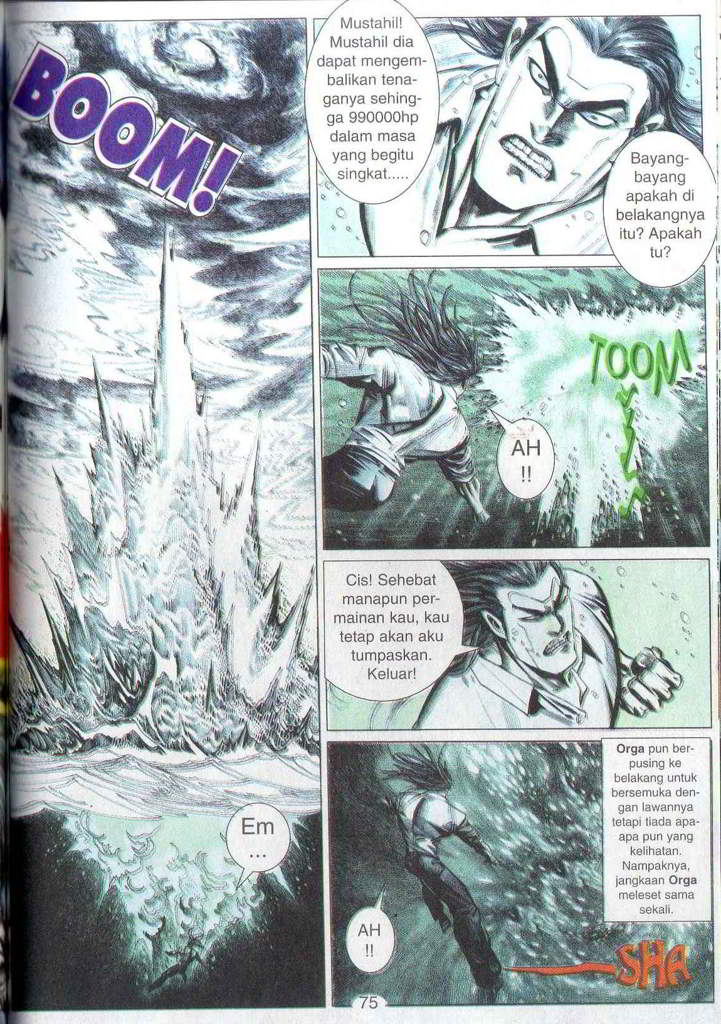 BOOM!
Em
...
Mustahil!
Mustahil dia
dapat mengem-
balikan tena-
ganya sehing-
ga 990000hp
dalam masa
yang begitu
singkat.....
Bayang-
bayang
apakah di
belakangnya
itu? Apakah
tu?
TOOM
AH
!!
Cis! Sehebat
manapun per-
mainan kau, kau
tetap akan aku
tumpaskan.
Keluar!
Orga pun ber-
pusing ke
belakang untuk
bersemuka den-
gan lawannya
tetapi tiada apa-
apa pun yang
kelihatan.
Nampaknya,
jangkaan Orga
meleset sama
sekali.
AH
!!
SHA
75